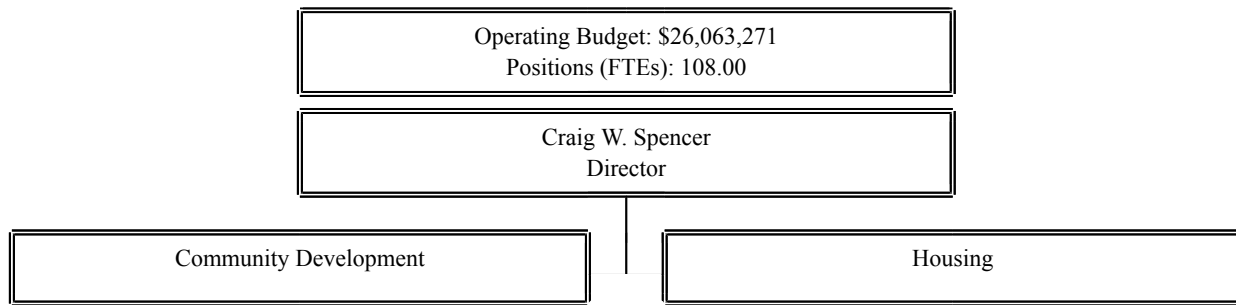 Operating Budget: $26,063,271
Positions (FTEs): 108.00
Craig W. Spencer
Director
Community Development
Housing